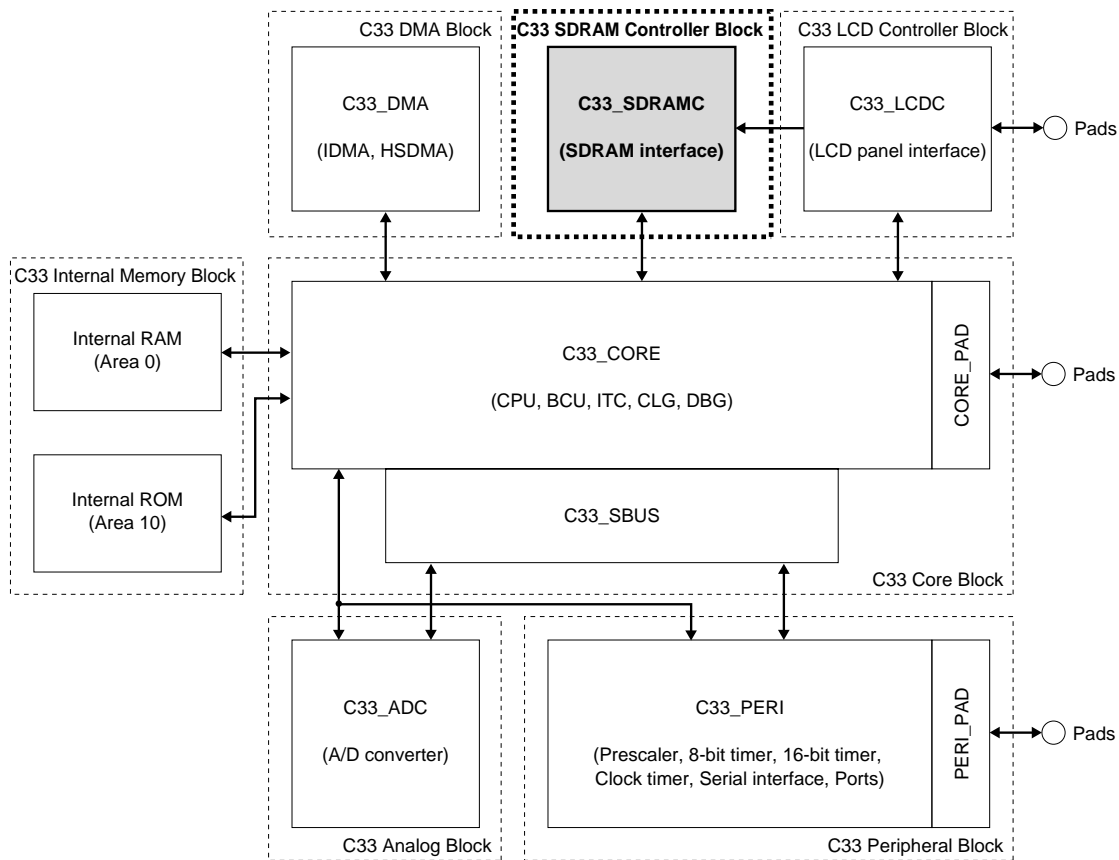 C33 DMA Block
C33 SDRAM Controller Block
C33 LCD Controller Block
C33_DMA
(IDMA, HSDMA)
C33_SDRAMC
(SDRAM interface)
C33_LCDC
(LCD panel interface)
Pads
C33 Internal Memory Block
Internal RAM
(Area 0)
Internal ROM
(Area 10)
C33_CORE
(CPU, BCU, ITC, CLG, DBG)
CORE_PAD
Pads
C33_SBUS
C33 Core Block
C33_ADC
(A/D converter)
C33 Analog Block
C33_PERI
(Prescaler, 8-bit timer, 16-bit timer,
Clock timer, Serial interface, Ports)
PERI_PAD
Pads
C33 Peripheral Block